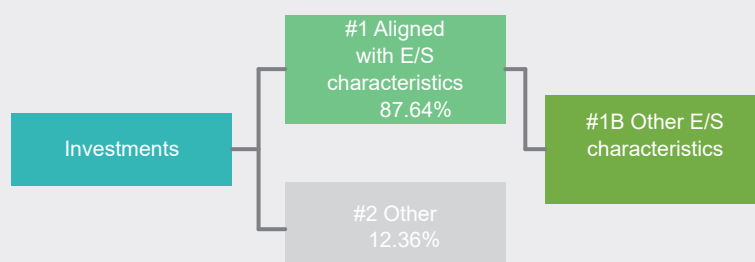 #1 Aligned
with E/S
characteristics
87.64%
Investments
#1B Other E/S
characteristics
#2 Other
12.36%